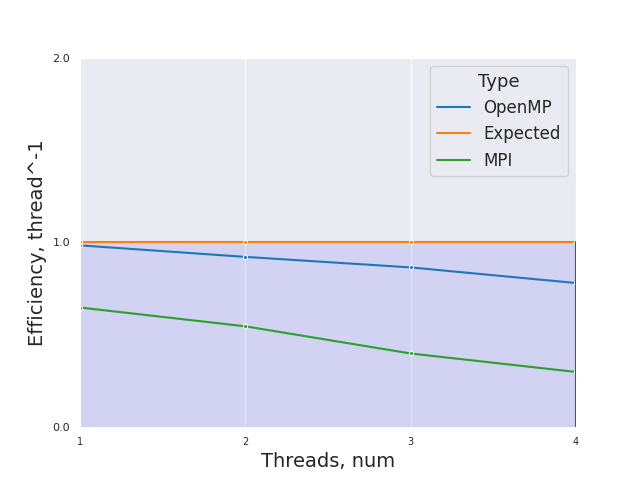 2.0
1.0
0.0
Efficiency, thread^-1
Type
OpenMP
Expected
MPI
1 2 3 4
Threads, num